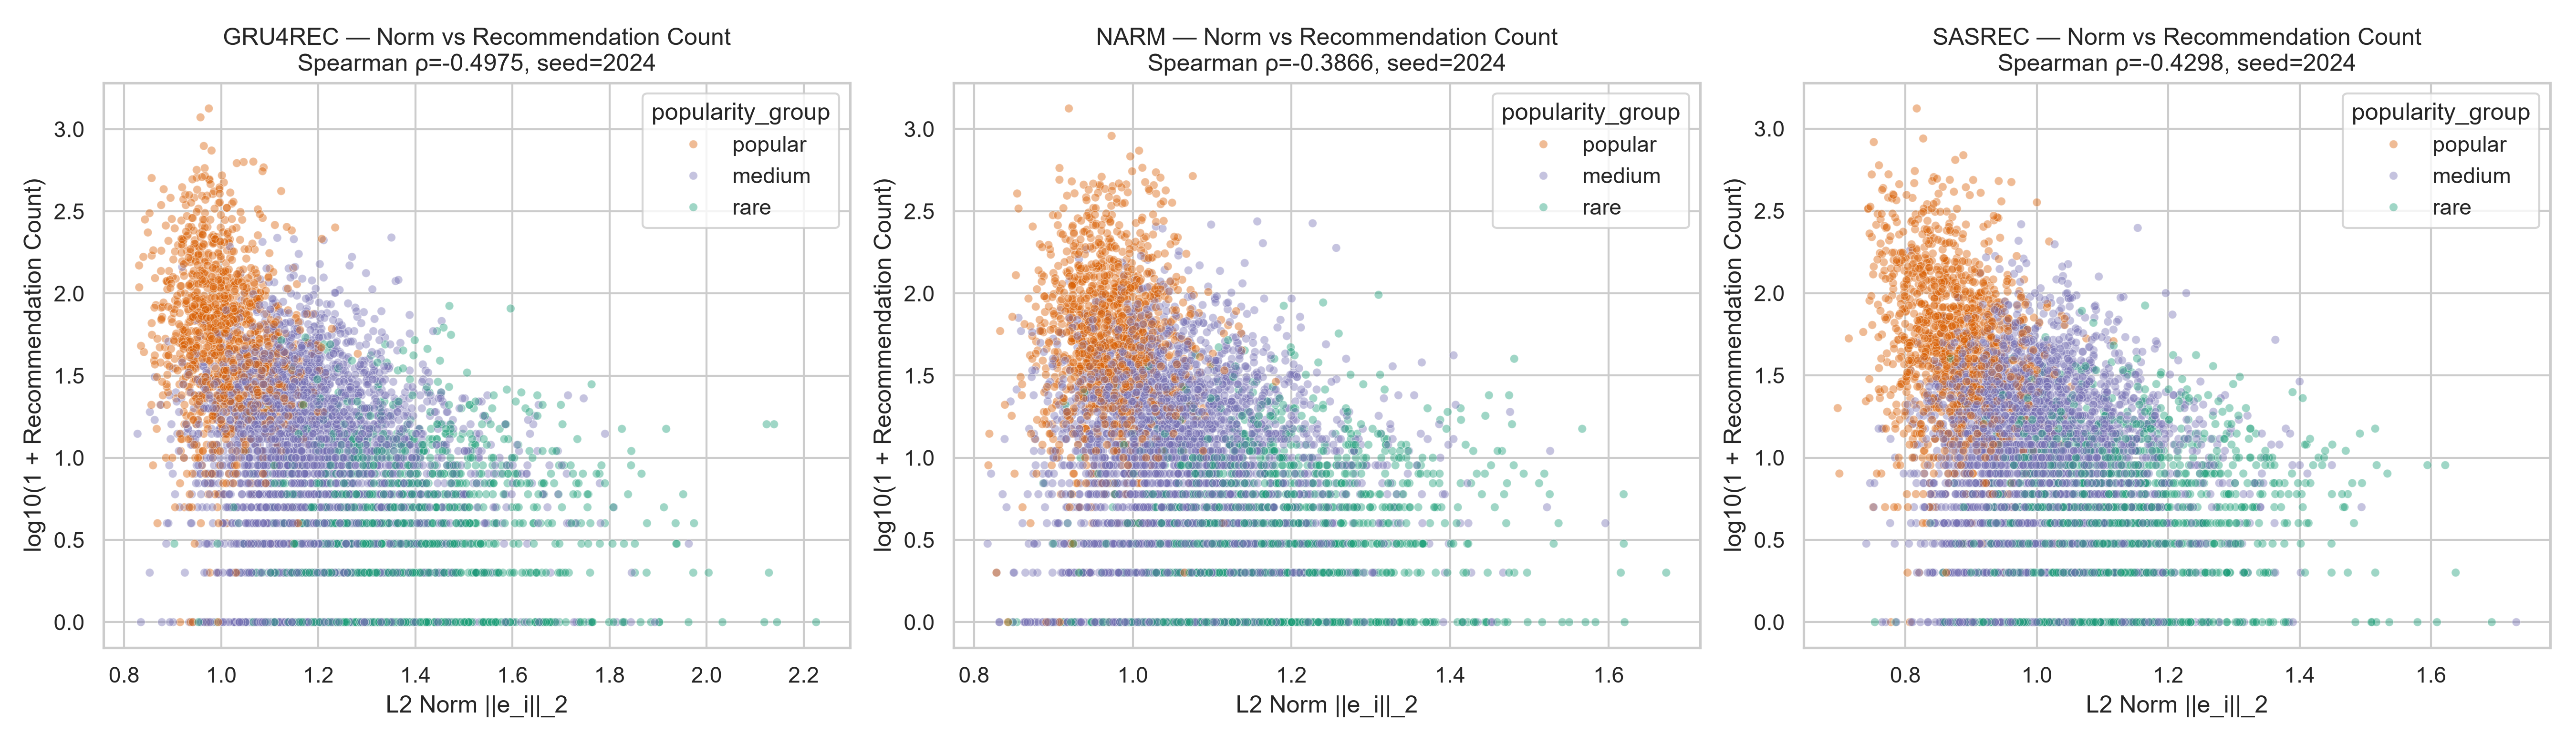 GRU4REC — Norm vs Recommendation Count
Spearman ρ=-0.4975, seed=2024
popularity_group
popular
medium
rare
log10(1 + Recommendation Count)
3.0
2.5
2.0
1.5
1.0
0.5
0.0
0.8 1.0 1.2 1.4 1.6 1.8 2.0 2.2
L2 Norm ||e_i||_2
NARM — Norm vs Recommendation Count
Spearman ρ=-0.3866, seed=2024
popularity_group
popular
medium
rare
log10(1 + Recommendation Count)
3.0
2.5
2.0
1.5
1.0
0.5
0.0
0.8 1.0 1.2 1.4 1.6
L2 Norm ||e_i||_2
SASREC — Norm vs Recommendation Count
Spearman ρ=-0.4298, seed=2024
popularity_group
popular
medium
rare
log10(1 + Recommendation Count)
3.0
2.5
2.0
1.5
1.0
0.5
0.0
0.8 1.0 1.2 1.4 1.6
L2 Norm ||e_i||_2